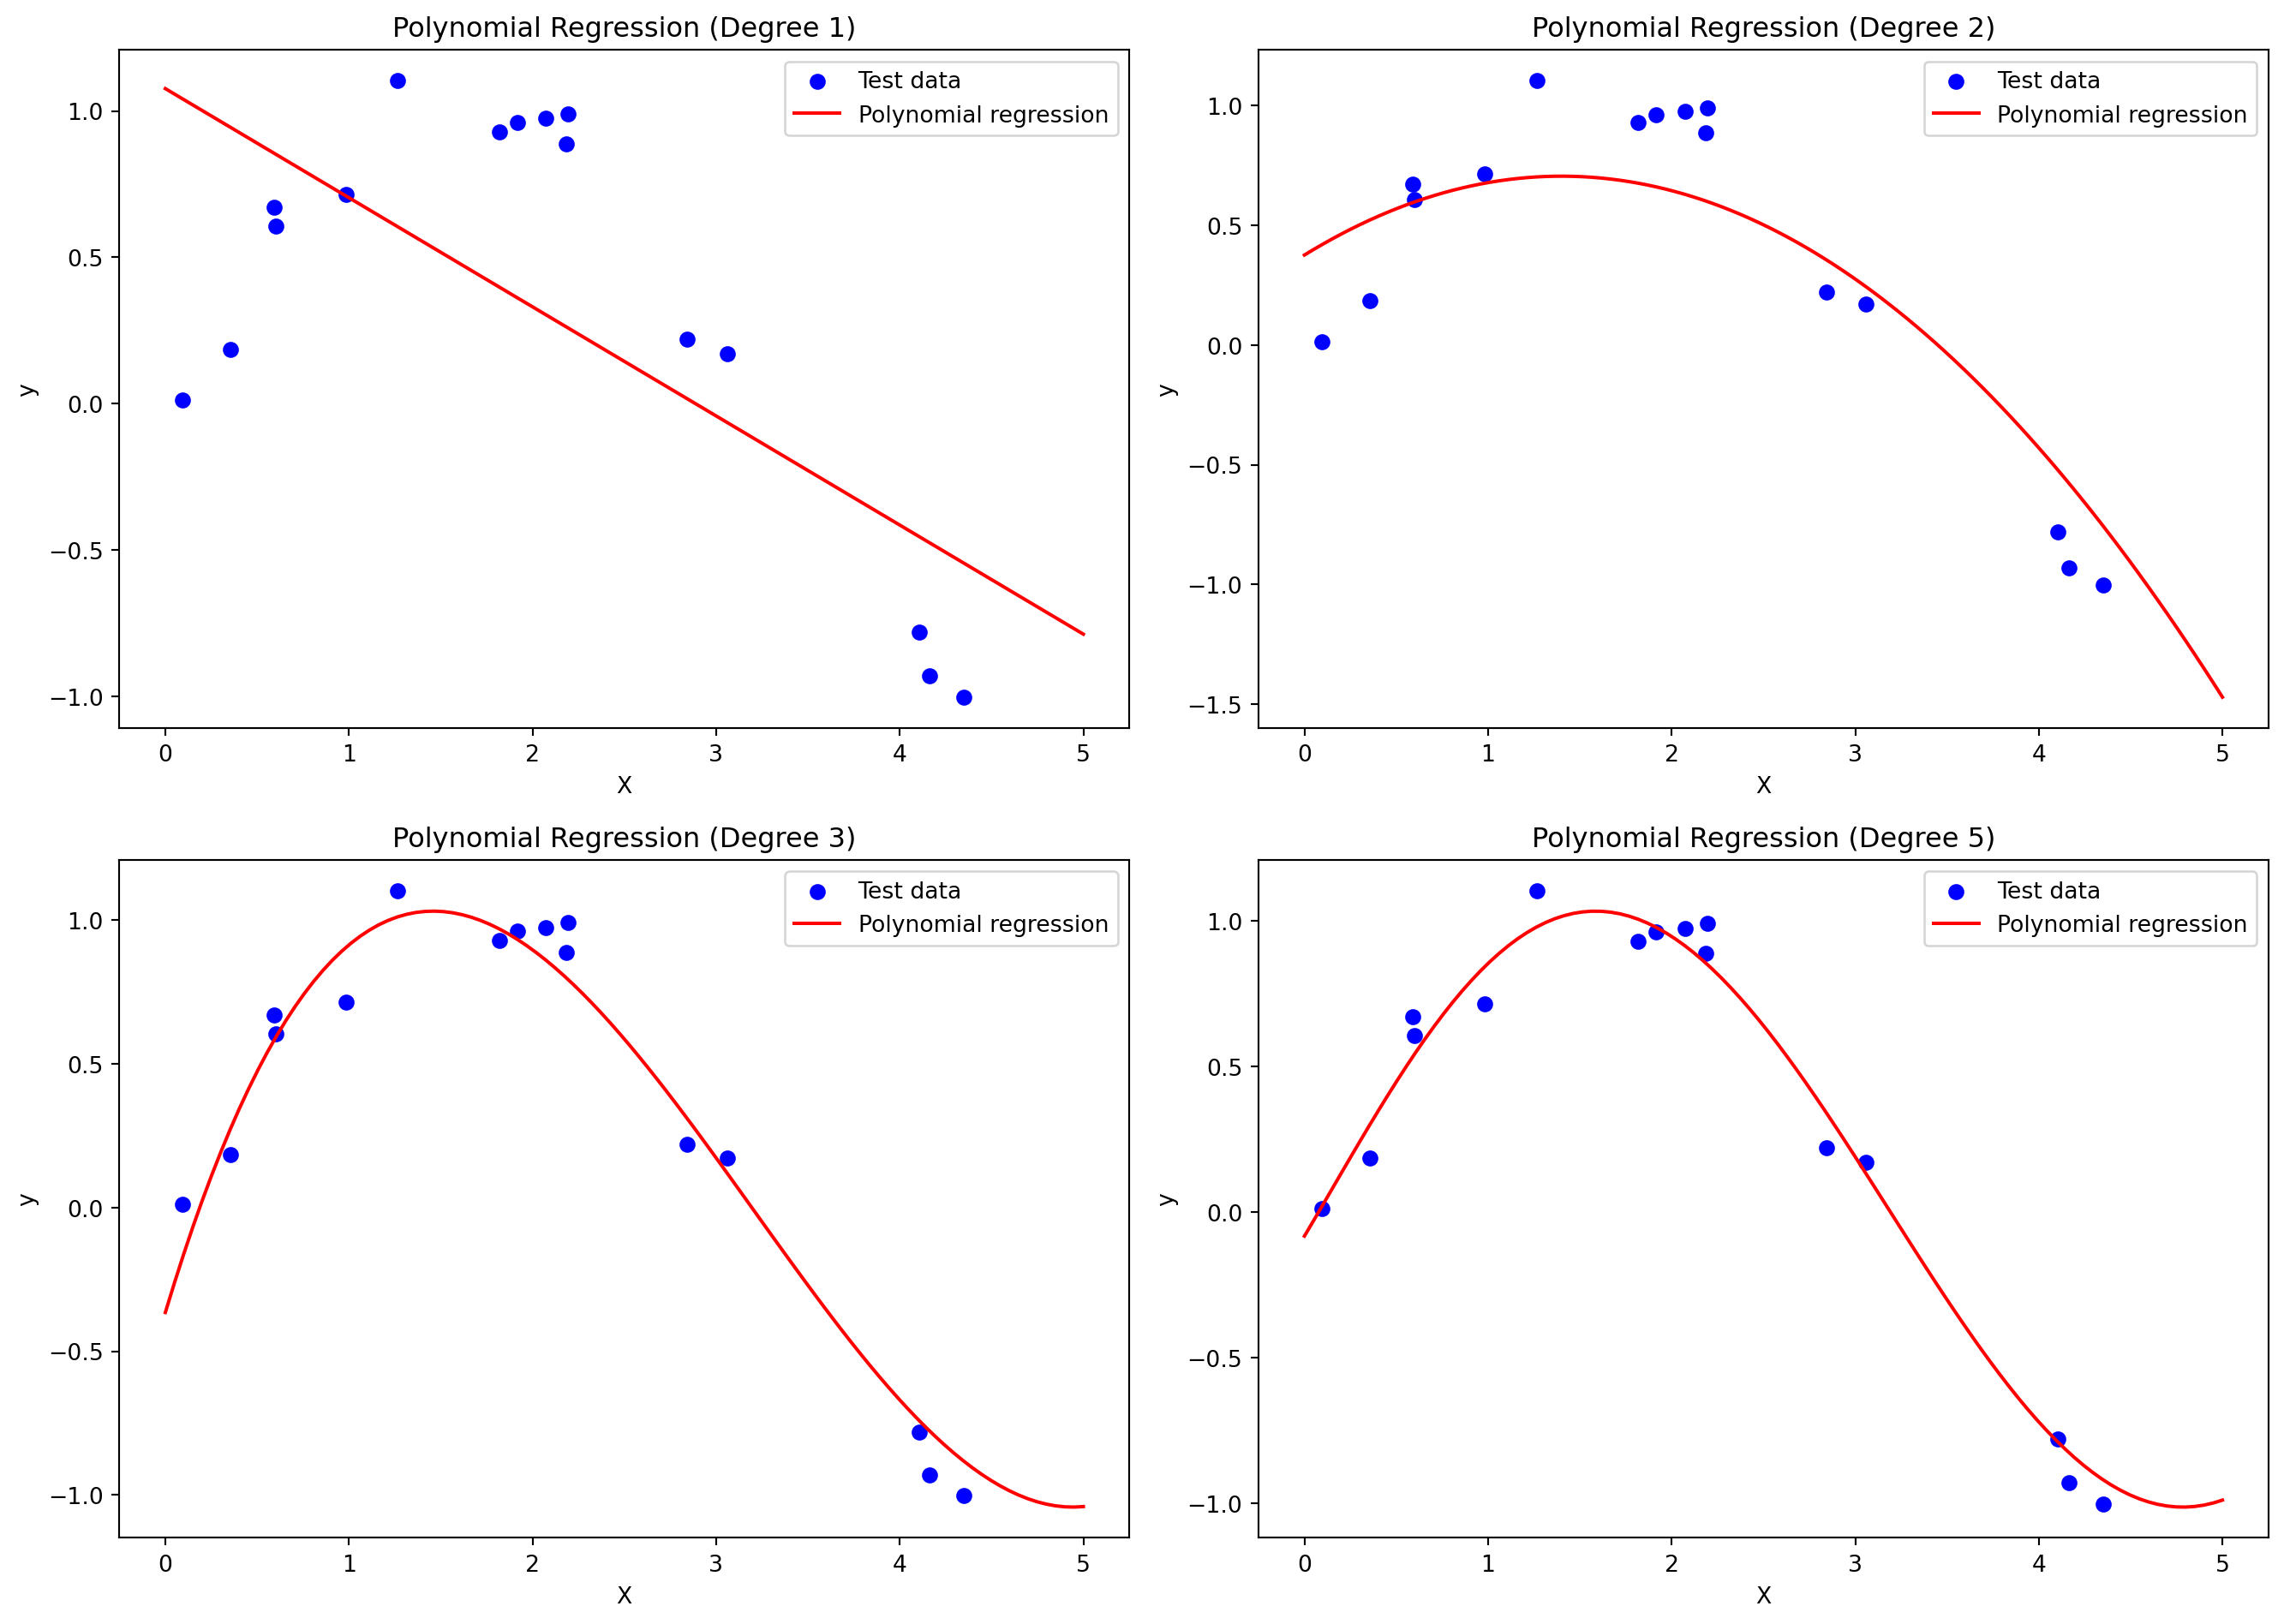 Polynomial Regression (Degree 1)
Test data
Polynomial regression
1.0
0.5
0.0
−0.5
−1.0
y
0 1 2 3 4 5
X
Polynomial Regression (Degree 2)
Test data
Polynomial regression
1.0
0.5
0.0
−0.5
−1.0
−1.5
y
0 1 2 3 4 5
X
Polynomial Regression (Degree 3)
Test data
Polynomial regression
1.0
0.5
0.0
−0.5
−1.0
y
0 1 2 3 4 5
X
Polynomial Regression (Degree 5)
Test data
Polynomial regression
1.0
0.5
0.0
−0.5
−1.0
y
0 1 2 3 4 5
X